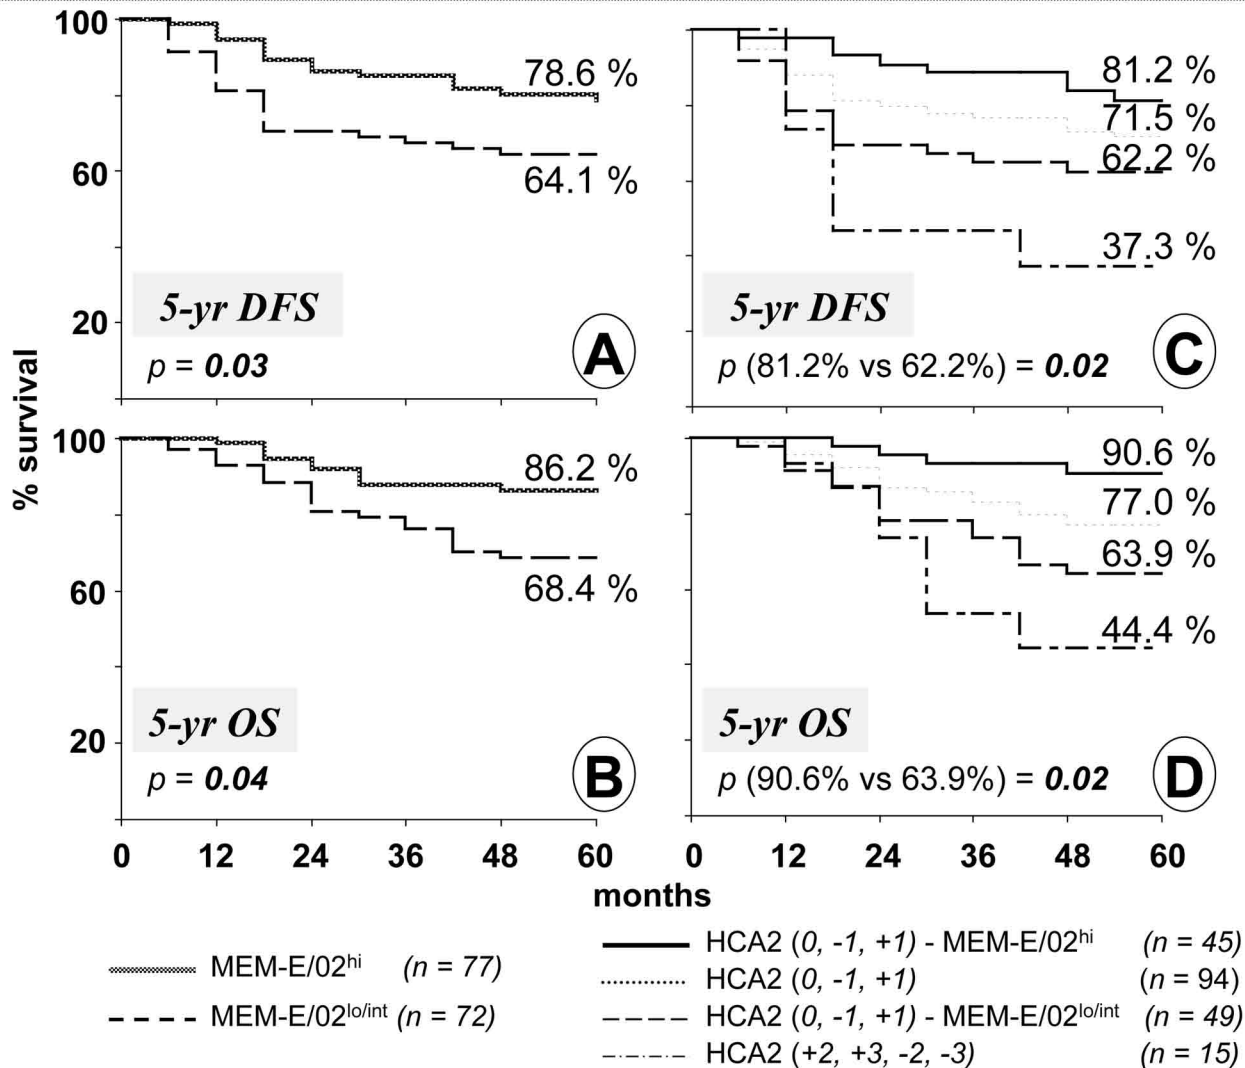 100
60
20
78.6 %
64.1 %
5-yr DFS
p = 0.03
A
81.2 %
71.5 %
62.2 %
37.3 %
5-yr DFS
p (81.2% vs 62.2%) = 0.02
C
% survival
100
60
20
86.2 %
68.4 %
5-yr OS
p = 0.04
B
90.6 %
77.0 %
63.9 %
44.4 %
5-yr OS
p (90.6% vs 63.9%) = 0.02
D
0 12 24 36 48 60
0 12 24 36 48 60
months
MEM-E/02hi (n = 77)
MEM-E/02lo/int (n = 72)
HCA2 (0, -1, +1) - MEM-E/02hi (n = 45)
HCA2 (0, -1, +1) (n = 94)
HCA2 (0, -1, +1) - MEM-E/02lo/int (n = 49)
HCA2 (+2, +3, -2, -3) (n = 15)